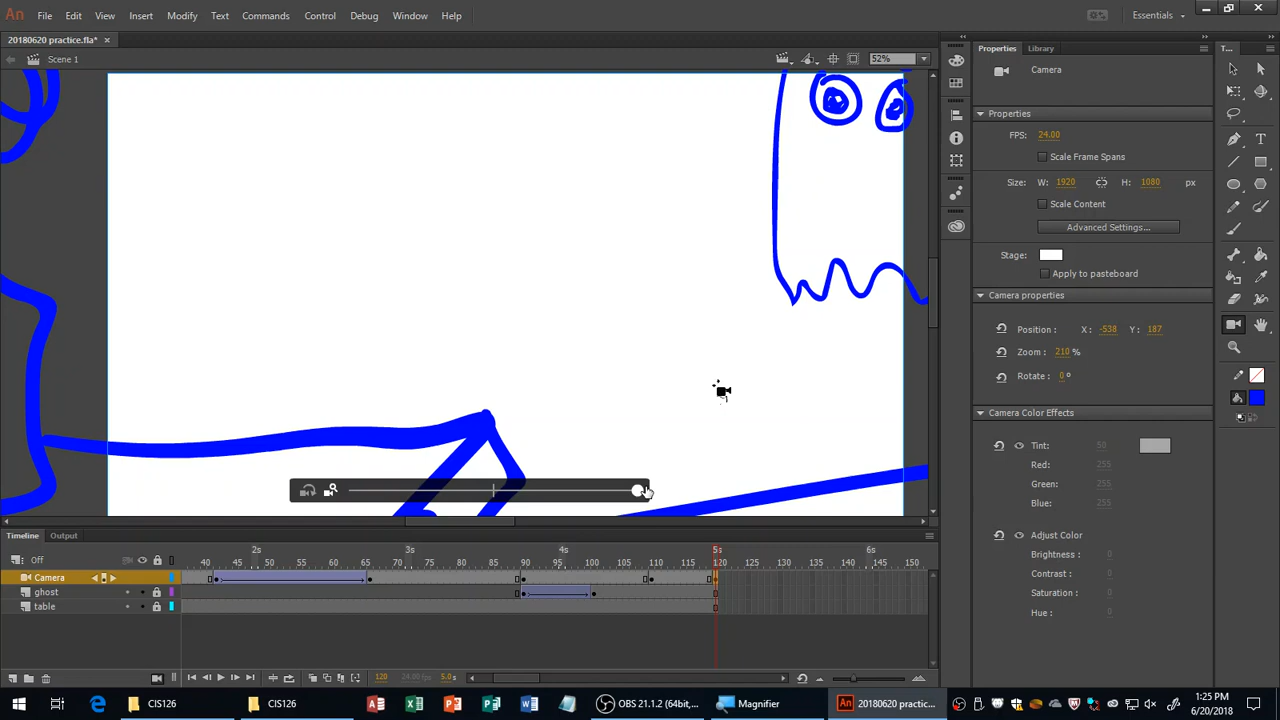 An File Edit View Insert Modify Text Commands Control Debug Window Help Essentials
20180620 practice.fla* ×
Scene 1 52%
Properties Library T...
Camera
Properties
FPS: 24.00
Scale Frame Spans
Size: W: 1920 H: 1080 px
Scale Content
Advanced Settings...
Stage:
Apply to pasteboard
Camera properties
Position : X : -538 Y : 187
Zoom : 210 %
Rotate : 0 °
Camera Color Effects
Tint: 50
Red: 255
Green: 255
Blue: 255
Adjust Color
Brightness : 0
Contrast : 0
Saturation : 0
Hue : 0
Timeline Output
Off 2s 3s 4s 5s 6s
40 45 50 55 60 65 70 75 80 85 90 95 100 105 110 115 120 125 130 135 140 145 150
Camera
ghost
table
120 24.00 fps 5.0s
CIS126 CIS126 OBS 21.1.2 (64bit,... Magnifier An 20180620 practic...
1:25 PM
6/20/2018